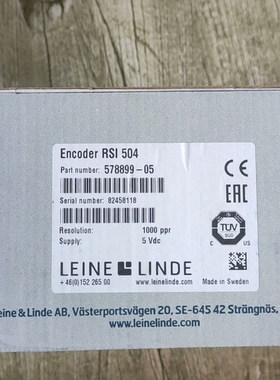 Encoder RSI 504
Part number: 578899-05
Serial number: 82458118
Resolution: 1000 ppr
Supply: 5 Vdc
CE
TÜV
SÜD
C US
EAC
LEINE LINDE
+46(0)152 265 00
www.leinelinde.com
Made in Sweden
eine & Linde AB, Västerportsvägen 20, SE-645 42 Strängnäs,
www.leinelinde.com